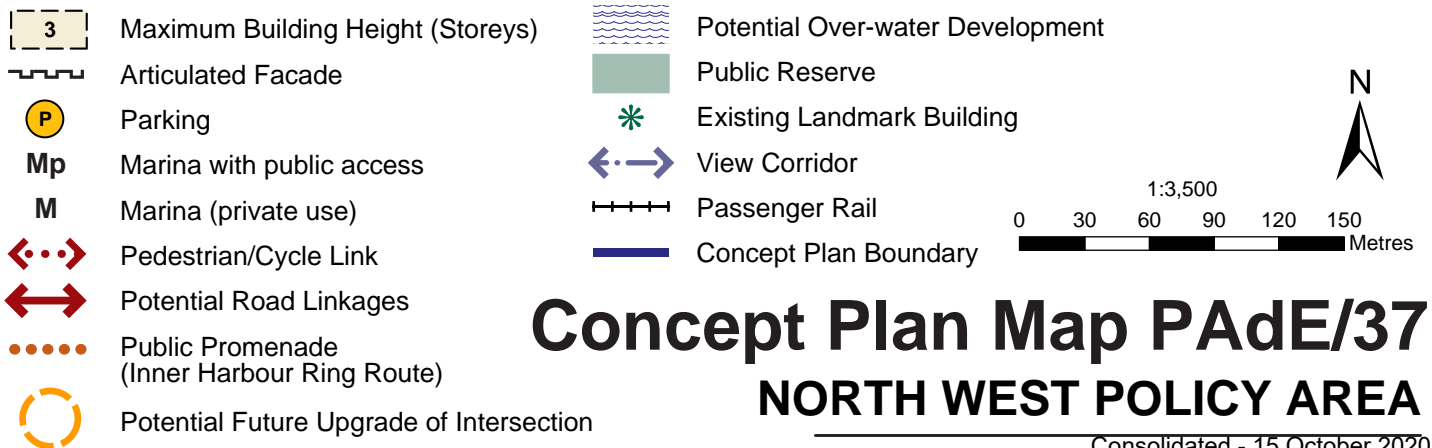 3 Maximum Building Height (Storeys)
Articulated Facade
P Parking
Mp Marina with public access
M Marina (private use)
Pedestrian/Cycle Link
Potential Road Linkages
Public Promenade
(Inner Harbour Ring Route)
Potential Future Upgrade of Intersection
Potential Over-water Development
Public Reserve
Existing Landmark Building
View Corridor
Passenger Rail
Concept Plan Boundary
N
1:3,500
0 30 60 90 120 150
Metres
Concept Plan Map PAdE/37
NORTH WEST POLICY AREA
Consolidated - 15 October 2020